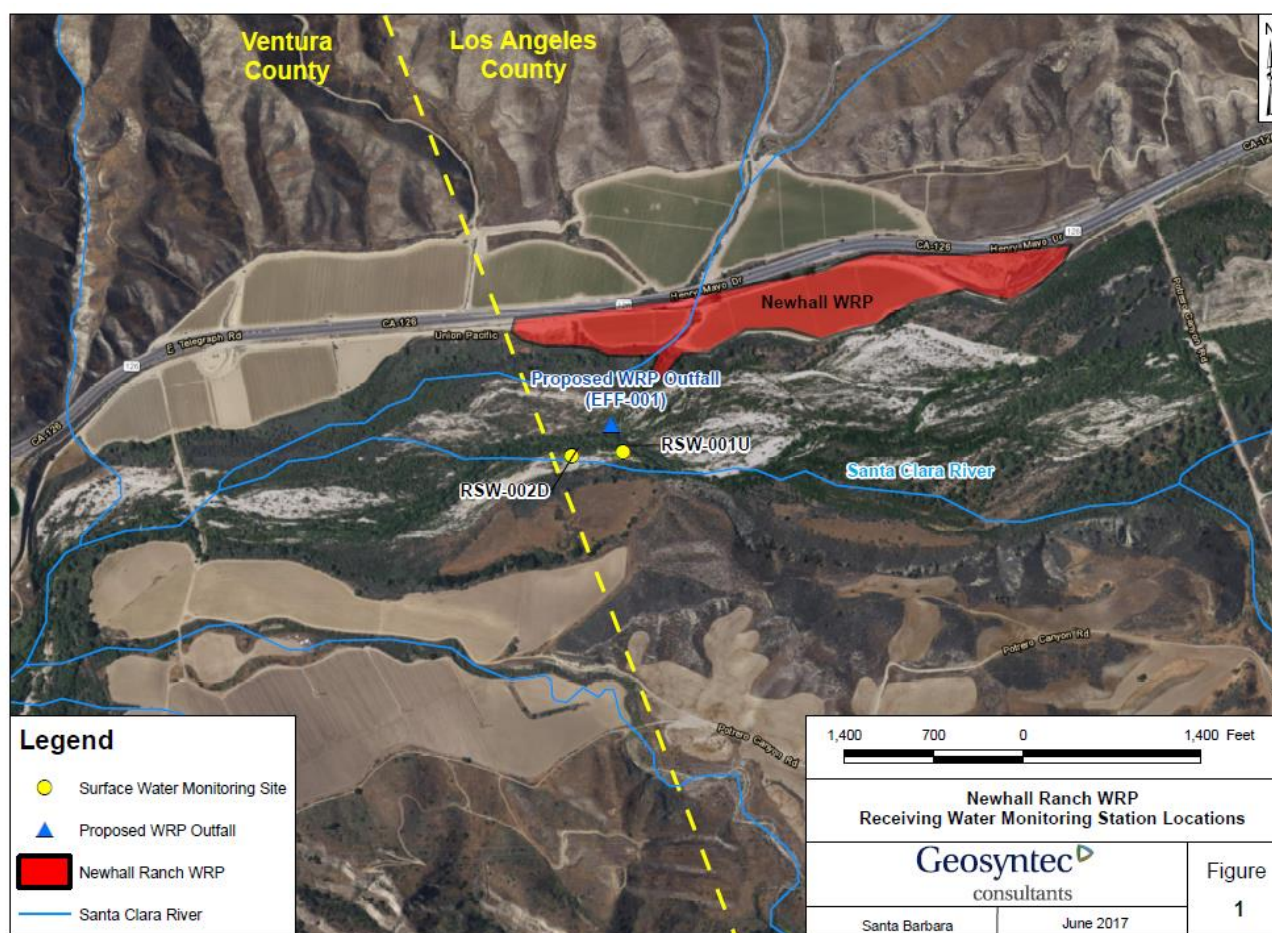 Ventura
County
Los Angeles
County
N
CA-126
CA-126
Henry Mayo Dr
126
Henry Mayo Dr
126
Newhall WRP
CA-126
Union Pacific
E Telegraph Rd
126
CA-126
Potrero Canyon Rd
Proposed WRP Outfall
(EFF-001)
RSW-001U
RSW-002D
Santa Clara River
Potrero Canyon Rd
Potrero Canyon Rd
Legend
Surface Water Monitoring Site
Proposed WRP Outfall
Newhall Ranch WRP
Santa Clara River
1,400 700 0 1,400 Feet
Newhall Ranch WRP
Receiving Water Monitoring Station Locations
Geosyntec
consultants
Figure
1
Santa Barbara June 2017